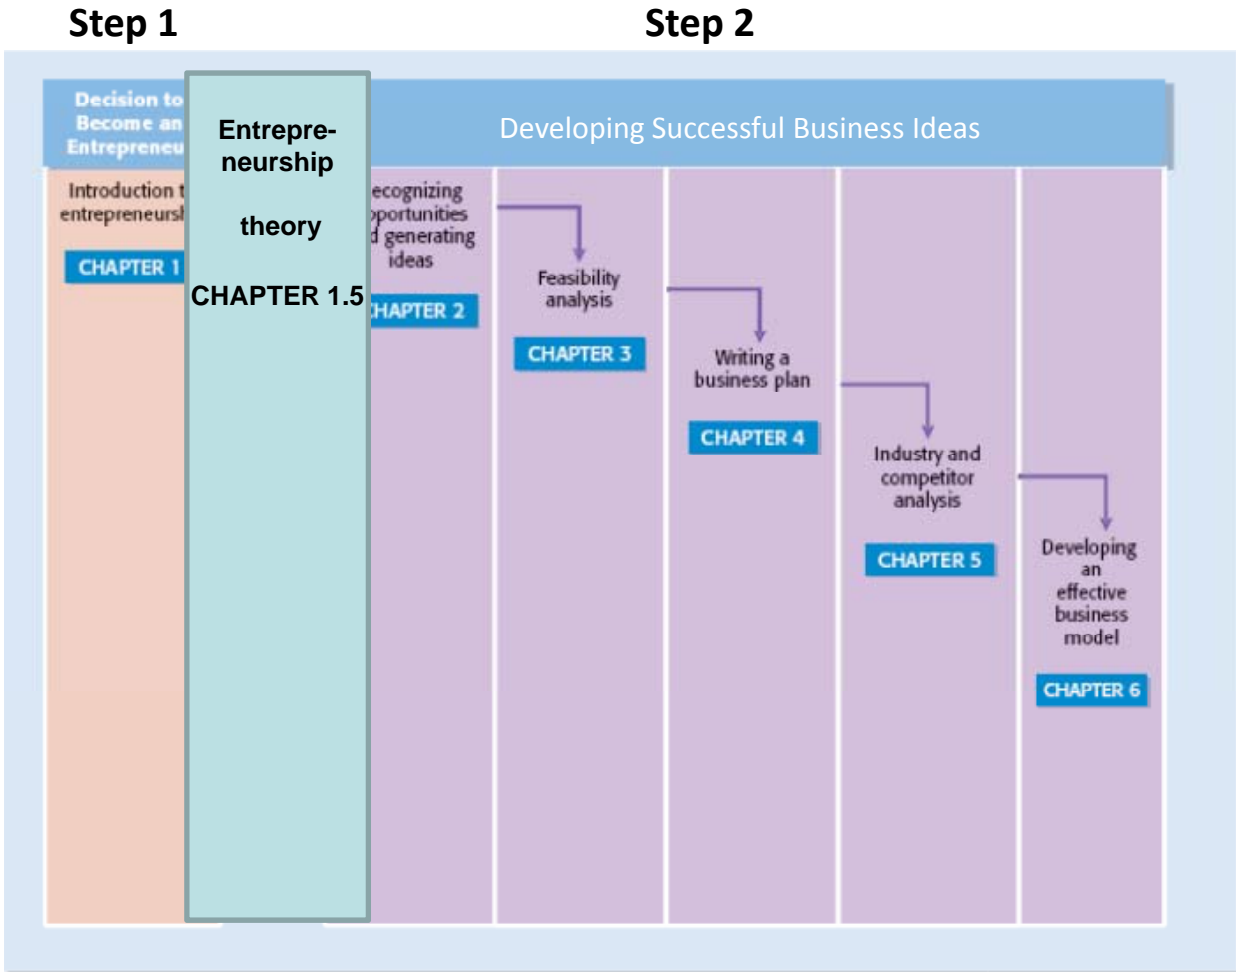 Step 1
Step 2
Decision to
Become an
Entrepreneu
Entrepre-
neurship
theory
CHAPTER 1.5
Developing Successful Business Ideas
Introduction t
entrepreneursh
CHAPTER 1
ecognizing
pportunities
d generating
ideas
HAPTER 2
Feasibility
analysis
CHAPTER 3
Writing a
business plan
CHAPTER 4
Industry and
competitor
analysis
CHAPTER 5
Developing
an
effective
business
model
CHAPTER 6